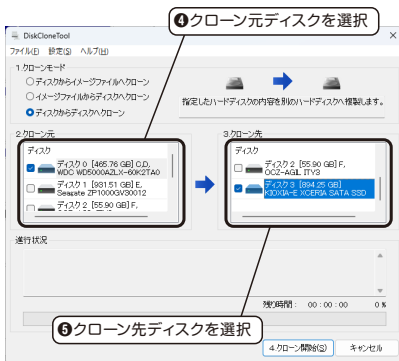 ❹クローン元ディスクを選択
DiskCloneTool
ファイル(F) 設定(S) ヘルプ(H)
1.クローンモード
ディスクからイメージファイルへクローン
イメージファイルからディスクへクローン
ディスクからディスクへクローン
指定したハードディスクの内容を別のハードディスクへ複製します。
2.クローン元
ディスク
ディスク 0 [465.76 GB] C,D,
WDC WD5000AZLX-60K2TA0
ディスク 1 [931.51 GB] E,
Seagate ZP1000GV30012
ディスク 2 [55.90 GB] F,
3.クローン先
ディスク
ディスク 2 [55.90 GB] F,
OCZ-AGIL ITY3
ディスク 3 [894.25 GB]
KIOXIA-E XCERIA SATA SSD
進行状況
残り時間： 00 : 00 : 00 0 %
❺クローン先ディスクを選択
4.クローン開始(S) キャンセル